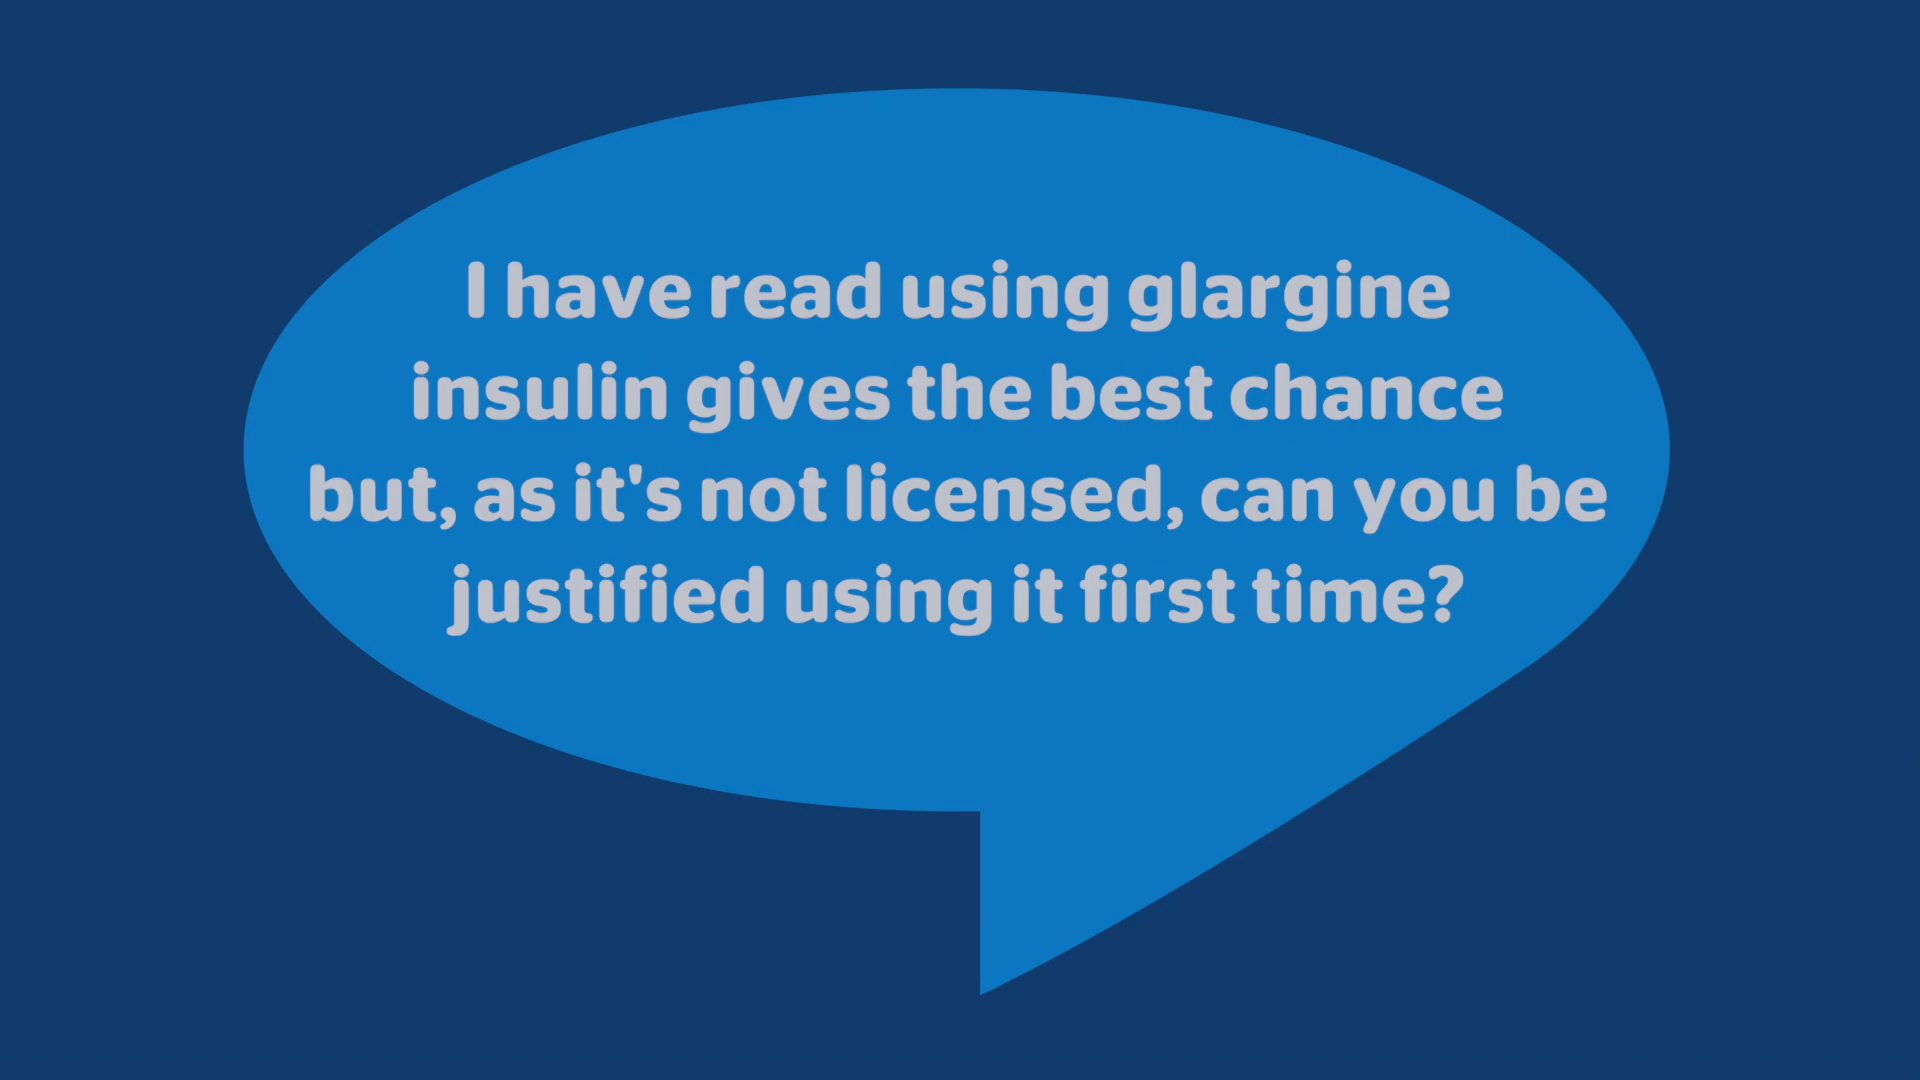 I have read using glargine
insulin gives the best chance
but, as it's not licensed, can you be
justified using it first time?